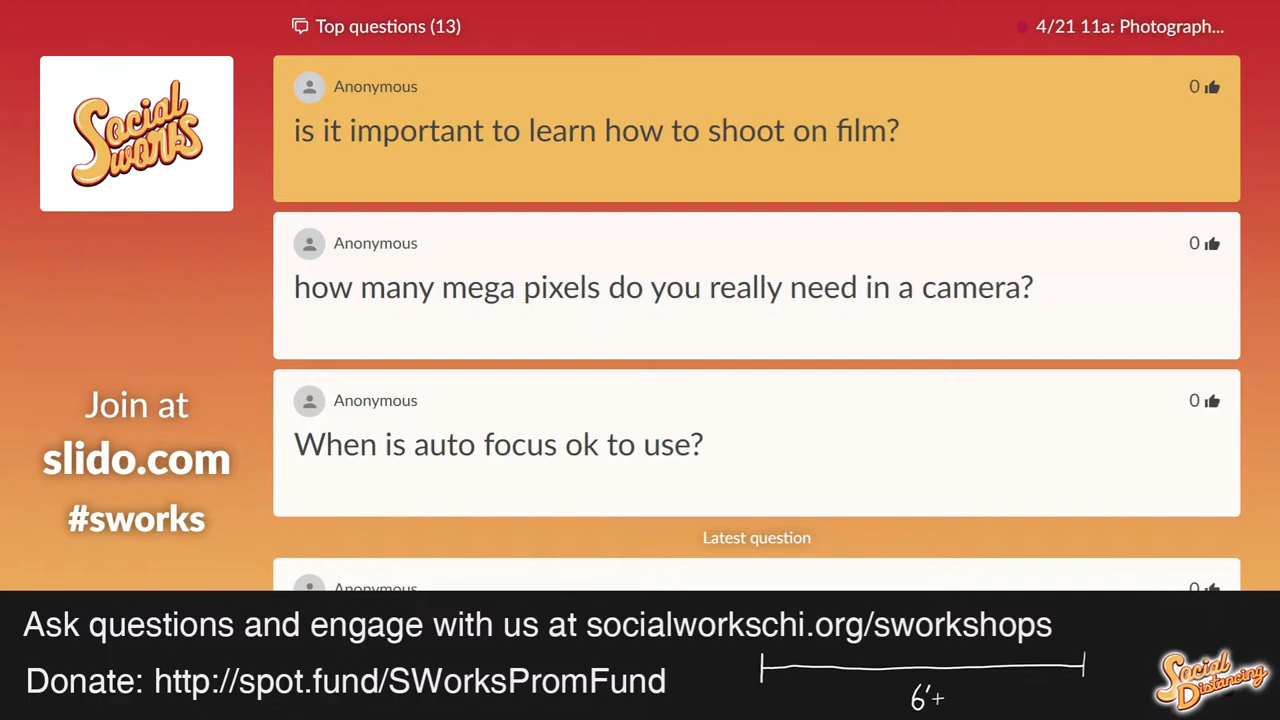 Top questions (13)
4/21 11a: Photograph...
Social
works
Anonymous
0
is it important to learn how to shoot on film?
Anonymous
0
how many mega pixels do you really need in a camera?
Anonymous
0
When is auto focus ok to use?
Join at
slido.com
#sworks
Latest question
Anonymous
0
Ask questions and engage with us at socialworkschi.org/sworkshops
Donate: http://spot.fund/SWorksPromFund
6'+
Social
Distancing